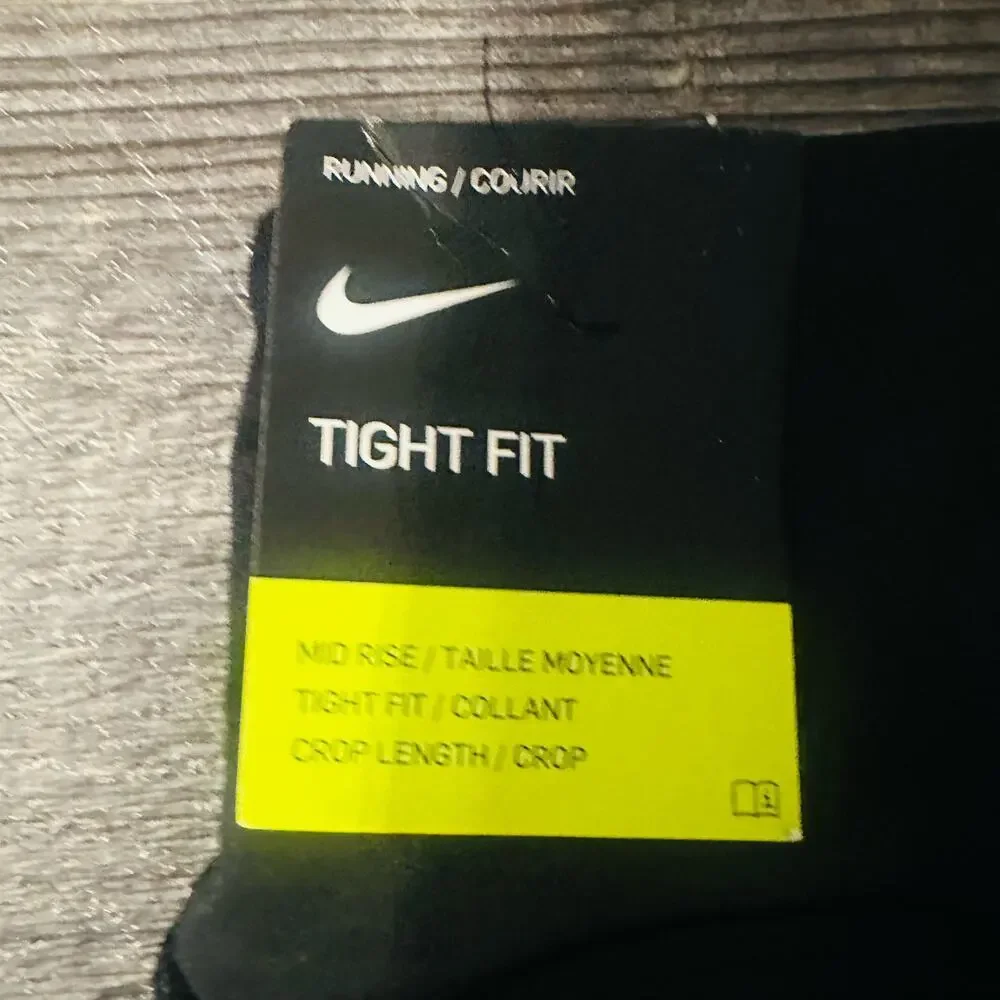 RUNNING / COURIR
TIGHT FIT
MID RISE / TAILLE MOYENNE
TIGHT FIT / COLLANT
CROP LENGTH / CROP